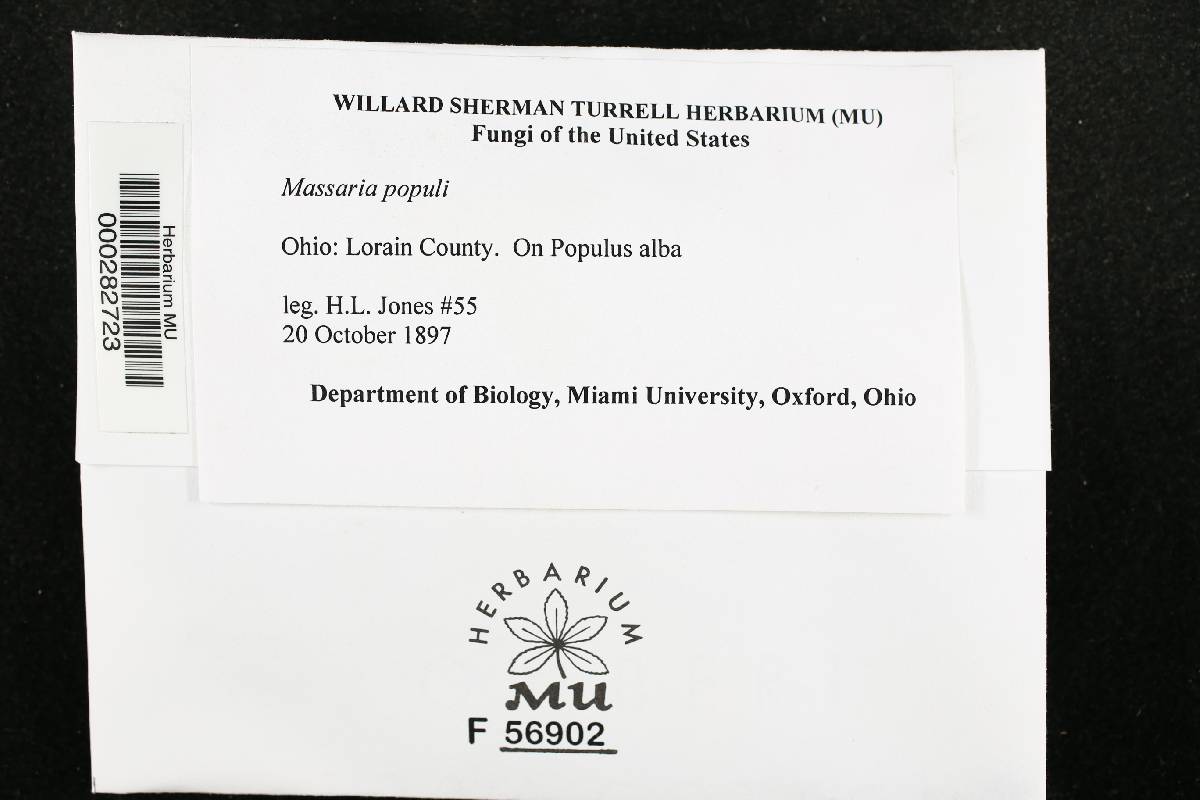 WILLARD SHERMAN TURRELL HERBARIUM (MU)
Fungi of the United States
Massaria populi
Ohio: Lorain County. On Populus alba
leg. H.L. Jones #55
20 October 1897
Department of Biology, Miami University, Oxford, Ohio
Herbarium MU
000282723
HERBARIUM
MU
F 56902